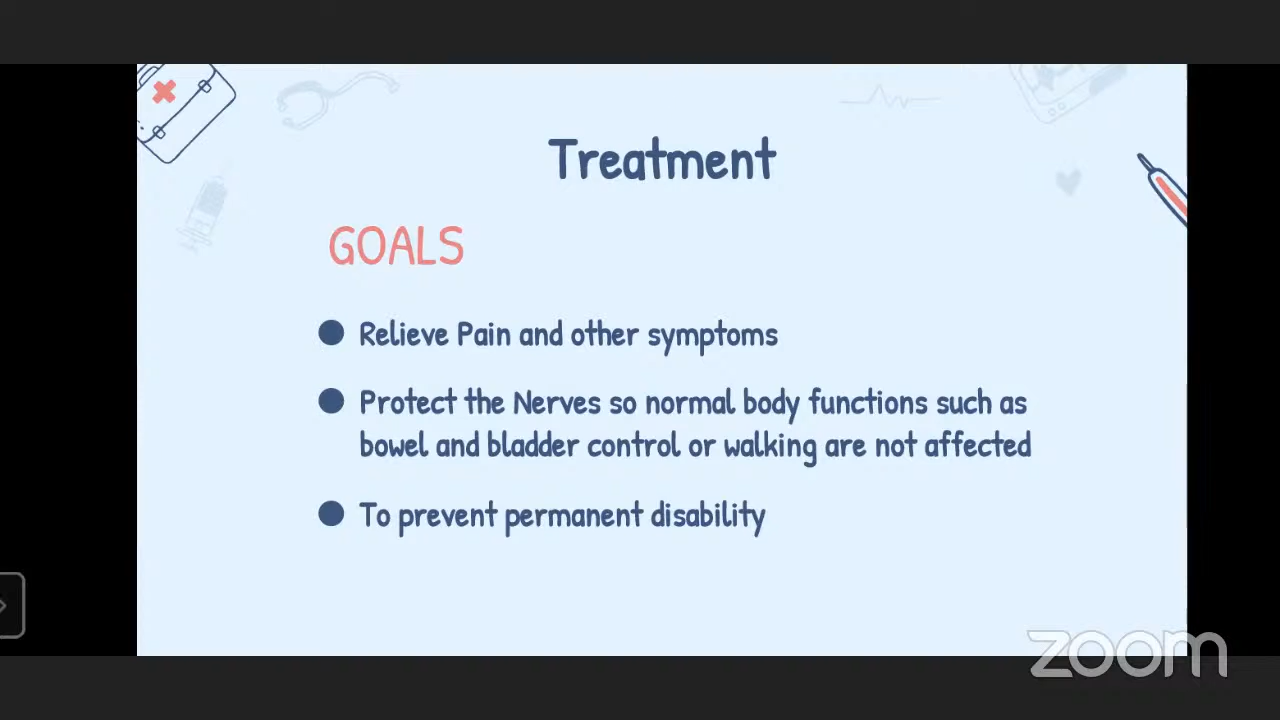 Treatment
GOALS
Relieve Pain and other symptoms
Protect the Nerves so normal body functions such as
bowel and bladder control or walking are not affected
To prevent permanent disability
zoom